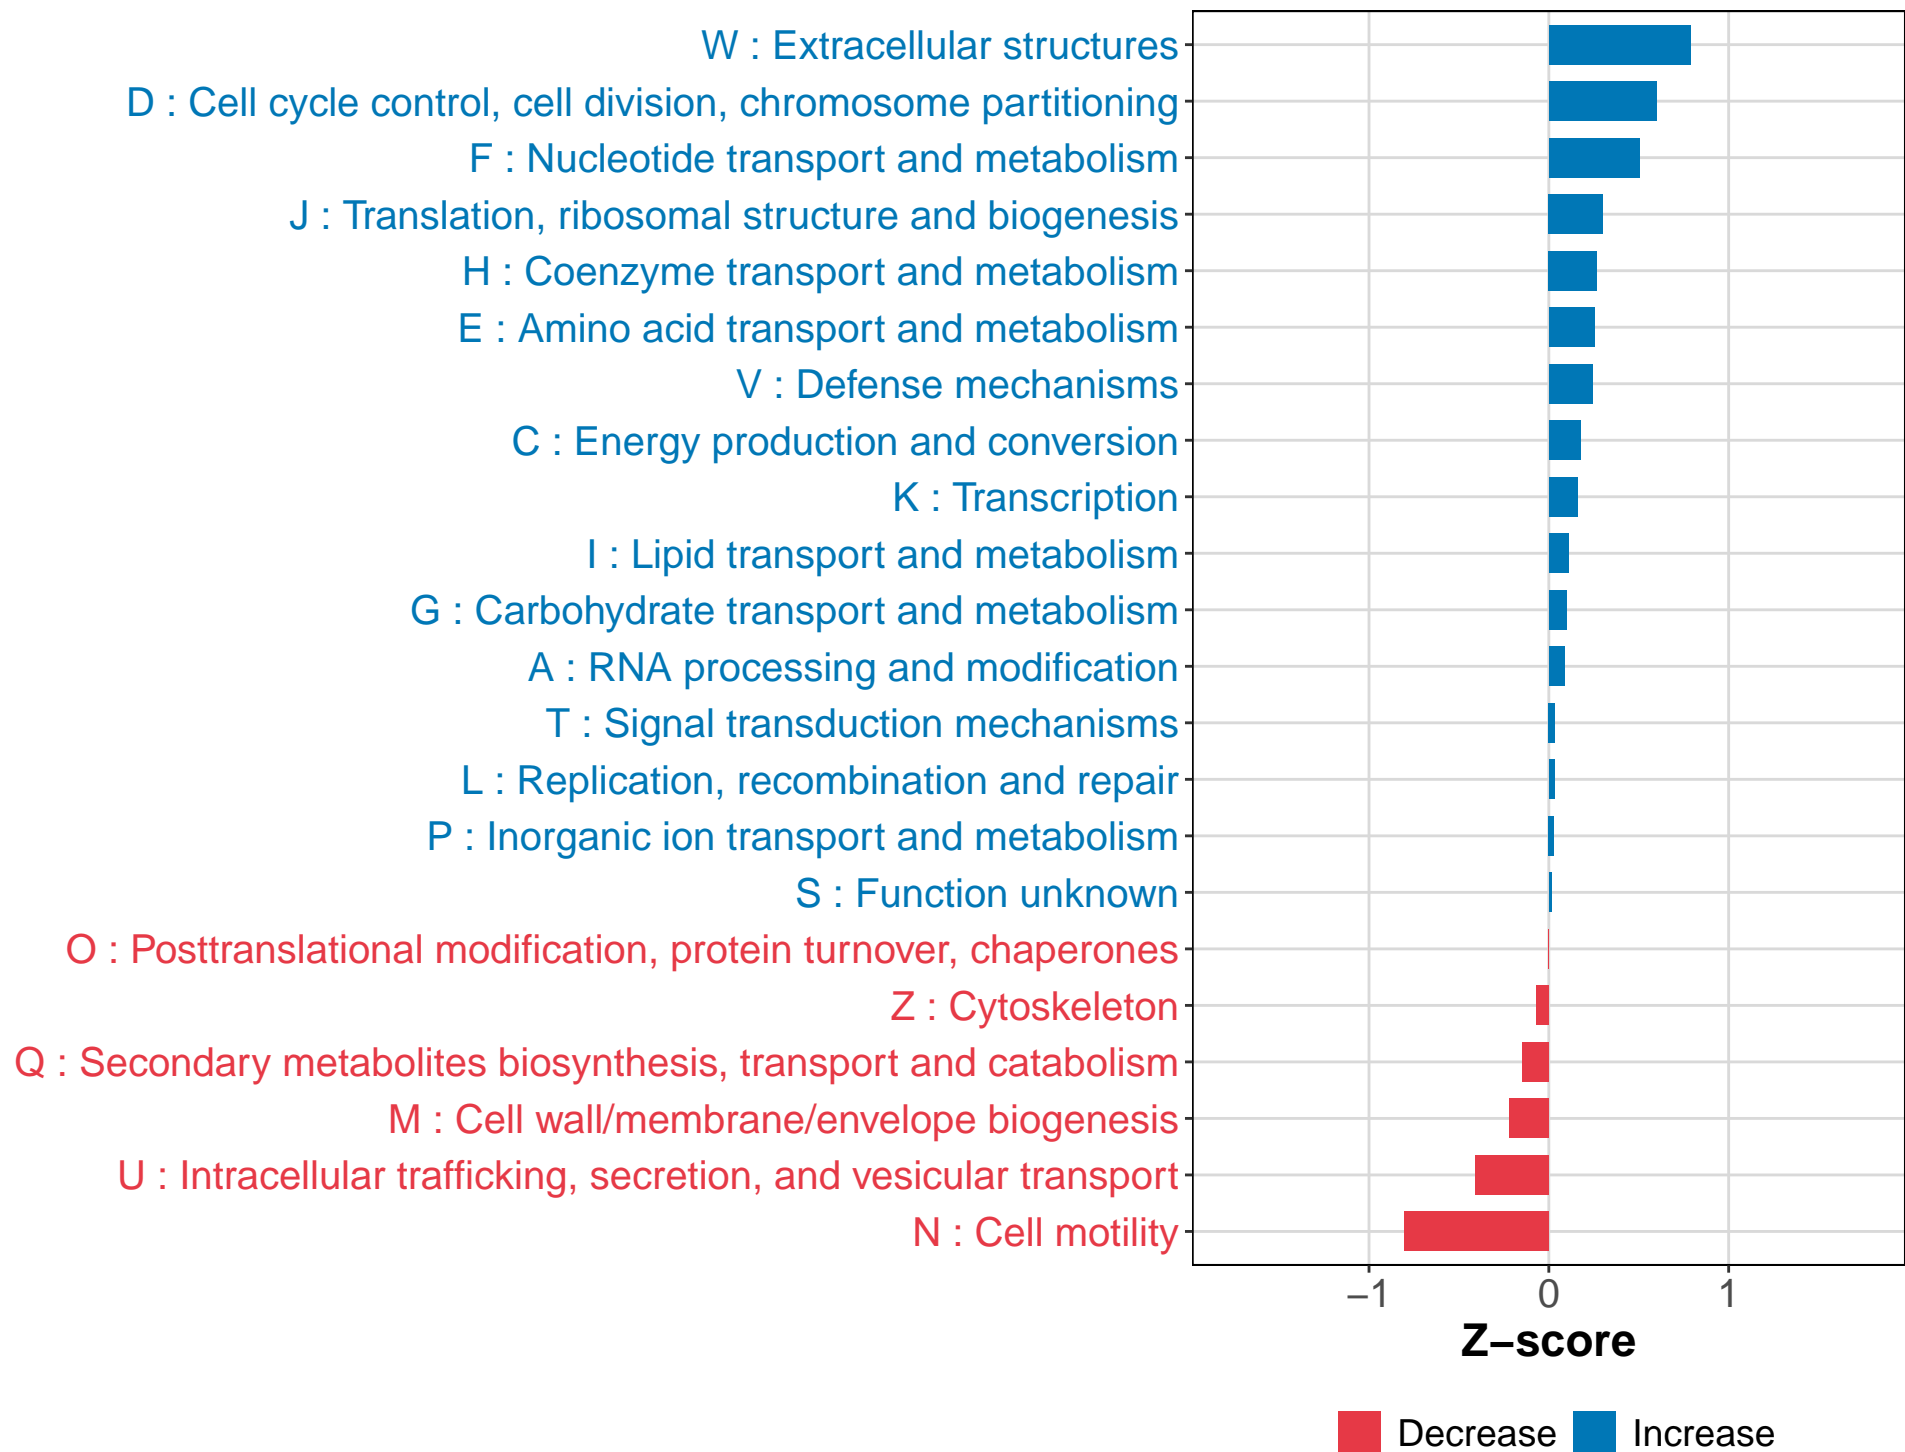 W : Extracellular structures
D : Cell cycle control, cell division, chromosome partitioning
F : Nucleotide transport and metabolism
J : Translation, ribosomal structure and biogenesis
H : Coenzyme transport and metabolism
E : Amino acid transport and metabolism
V : Defense mechanisms
C : Energy production and conversion
K : Transcription
I : Lipid transport and metabolism
G : Carbohydrate transport and metabolism
A : RNA processing and modification
T : Signal transduction mechanisms
L : Replication, recombination and repair
P : Inorganic ion transport and metabolism
S : Function unknown
O : Posttranslational modification, protein turnover, chaperones
Z : Cytoskeleton
Q : Secondary metabolites biosynthesis, transport and catabolism
M : Cell wall/membrane/envelope biogenesis
U : Intracellular trafficking, secretion, and vesicular transport
N : Cell motility
−1 0 1
Z−score
Decrease Increase